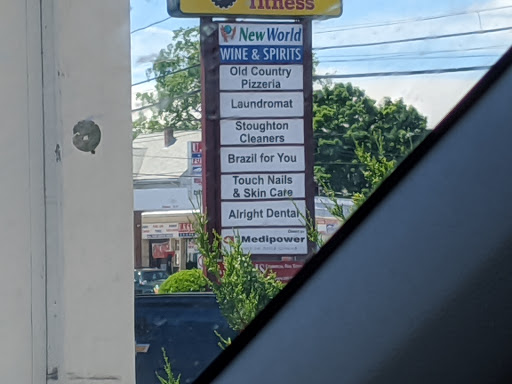 fitness
New World
WINE & SPIRITS
Old Country
Pizzeria
Laundromat
Stoughton
Cleaners
Brazil for You
Touch Nails
& Skin Care
Alright Dental
Medipower